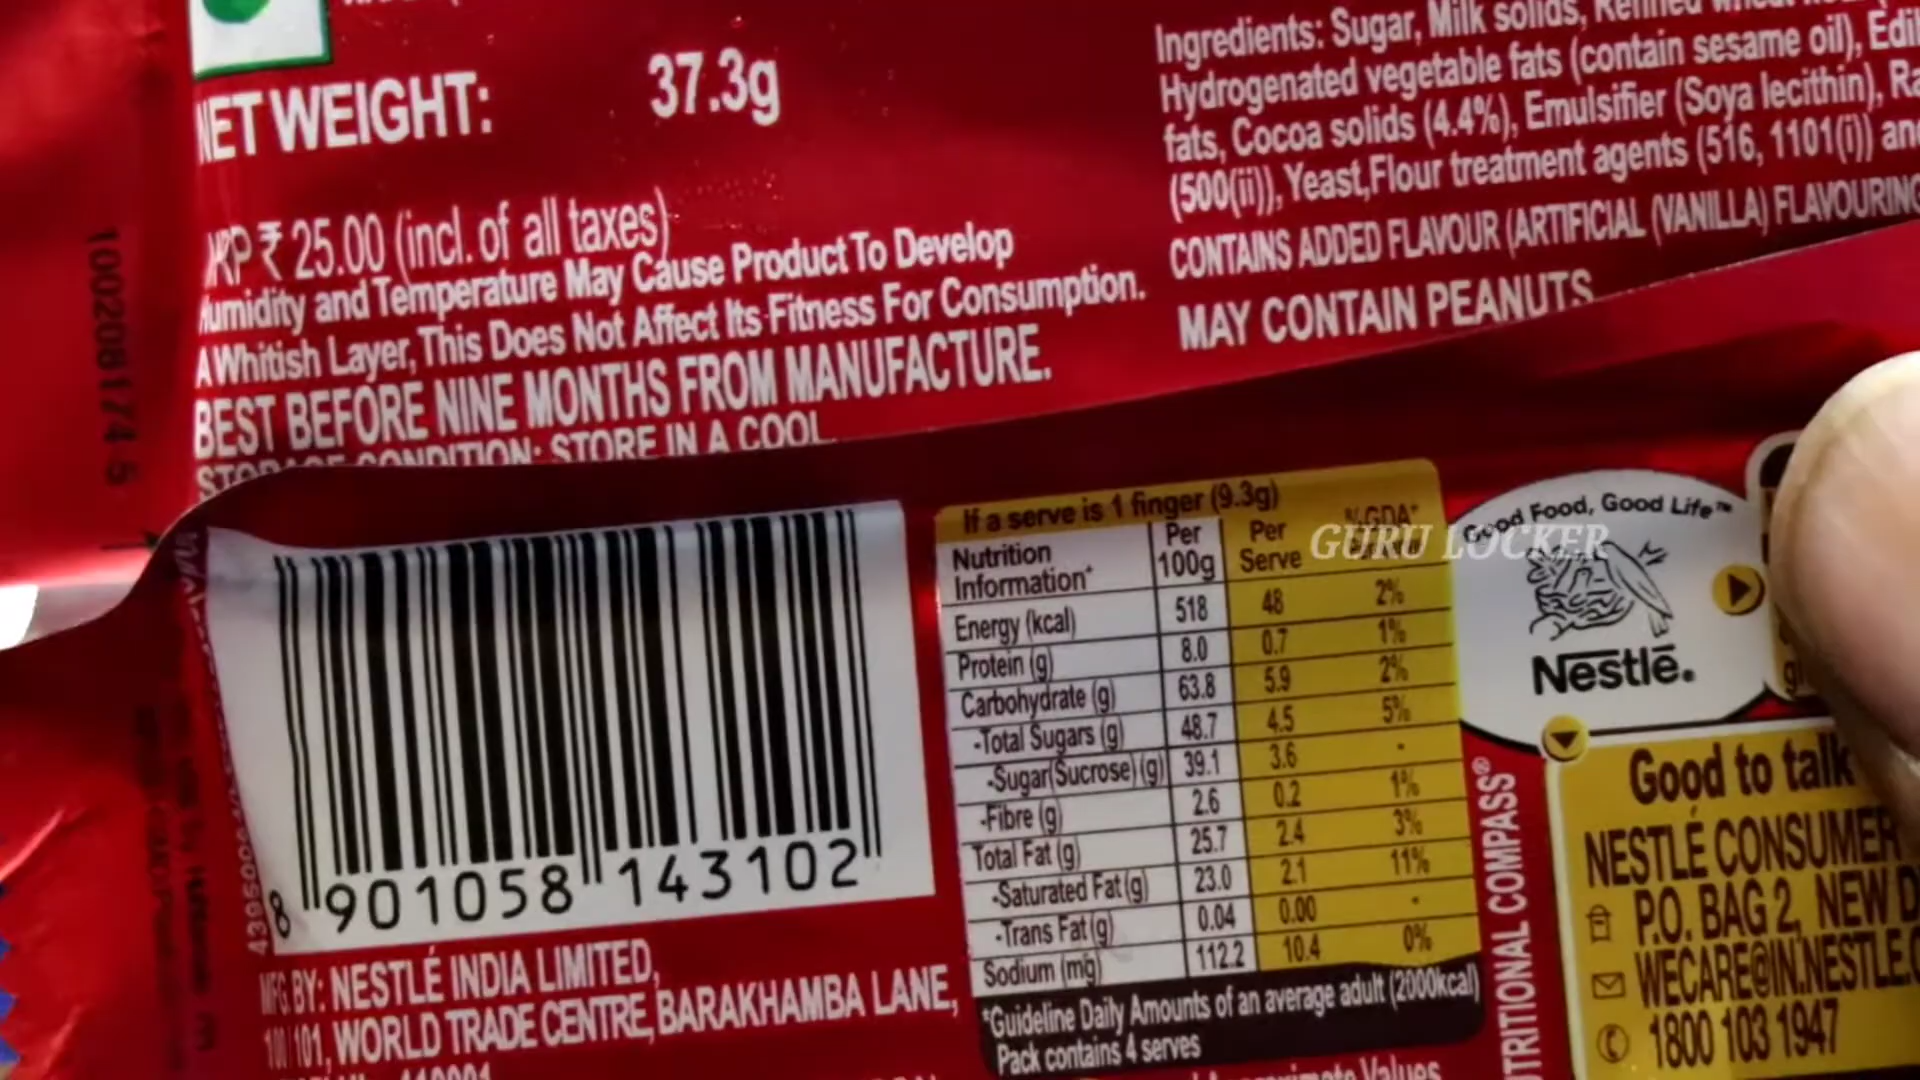 NET WEIGHT: 37.3g
MRP ₹ 25.00 (incl. of all taxes)
Humidity and Temperature May Cause Product To Develop
A Whitish Layer, This Does Not Affect Its Fitness For Consumption.
BEST BEFORE NINE MONTHS FROM MANUFACTURE.
STORAGE CONDITION: STORE IN A COOL
Ingredients: Sugar, Milk solids, Refined
Hydrogenated vegetable fats (contain sesame oil),
fats, Cocoa solids (4.4%), Emulsifier (Soya lecithin),
(500(ii)), Yeast,Flour treatment agents (516, 1101(i))
CONTAINS ADDED FLAVOUR (ARTIFICIAL (VANILLA) FLAVOURING
MAY CONTAIN PEANUTS
8 901058 143102
MFG. BY: NESTLÉ INDIA LIMITED,
100/101, WORLD TRADE CENTRE, BARAKHAMBA LANE,
If a serve is 1 finger (9.3g)
Nutrition Information* Per 100g Per Serve %GDA*
Energy (kcal) 518 48 2%
Protein (g) 8.0 0.7 1%
Carbohydrate (g) 63.8 5.9 2%
-Total Sugars (g) 48.7 4.5 5%
-Sugar(Sucrose) (g) 39.1 3.6 -
-Fibre (g) 2.6 0.2 1%
Total Fat (g) 25.7 2.4 3%
-Saturated Fat (g) 23.0 2.1 11%
-Trans Fat (g) 0.04 0.00 -
Sodium (mg) 112.2 10.4 0%
*Guideline Daily Amounts of an average adult (2000kcal)
Pack contains 4 serves
Values
GURU LOCKER
Good Food, Good Life™
Nestlé.
COMPASS®
Good to talk
NESTLÉ CONSUMER
P.O. BAG 2, NEW
WECARE@IN.NESTLE.
1800 103 1947